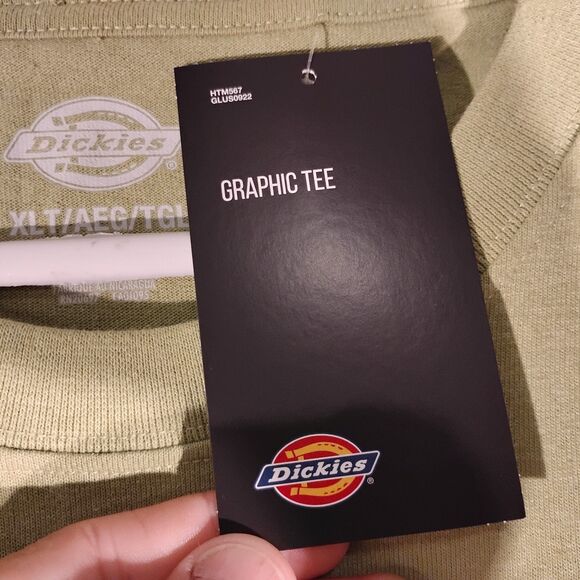 HTM567
GLUS0922
GRAPHIC TEE
Dickies®
Dickies®
XLT/AEG/TGL